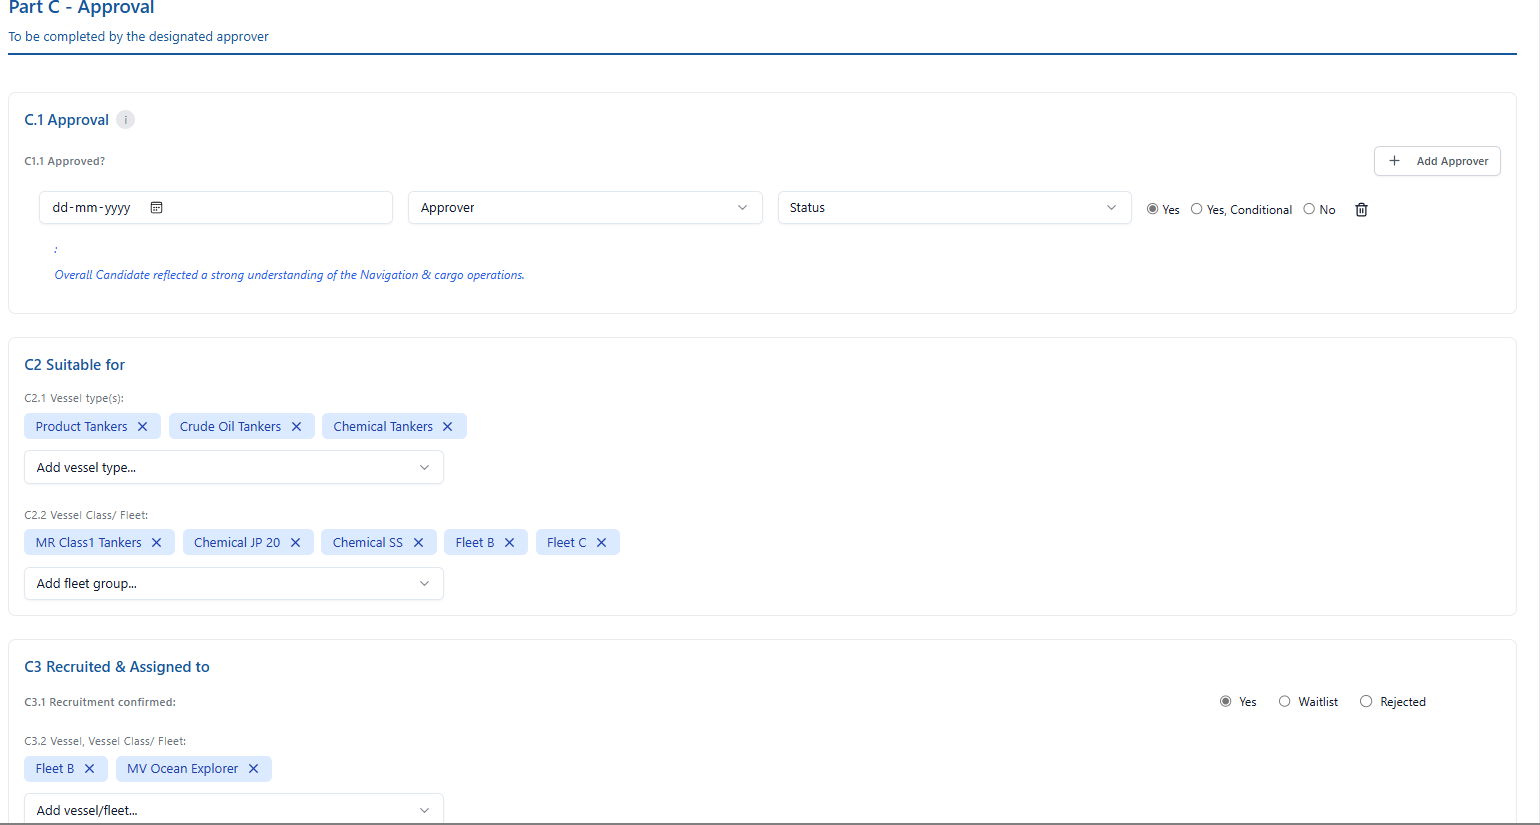 Part C - Approval
To be completed by the designated approver
C.1 Approval i
C1.1 Approved?
+ Add Approver
dd-mm-yyyy Approver Status Yes Yes, Conditional No
:
Overall Candidate reflected a strong understanding of the Navigation & cargo operations.
C2 Suitable for
C2.1 Vessel type(s):
Product Tankers Crude Oil Tankers Chemical Tankers
Add vessel type...
C2.2 Vessel Class/ Fleet:
MR Class1 Tankers Chemical JP 20 Chemical SS Fleet B Fleet C
Add fleet group...
C3 Recruited & Assigned to
C3.1 Recruitment confirmed: Yes Waitlist Rejected
C3.2 Vessel, Vessel Class/ Fleet:
Fleet B MV Ocean Explorer
Add vessel/fleet...